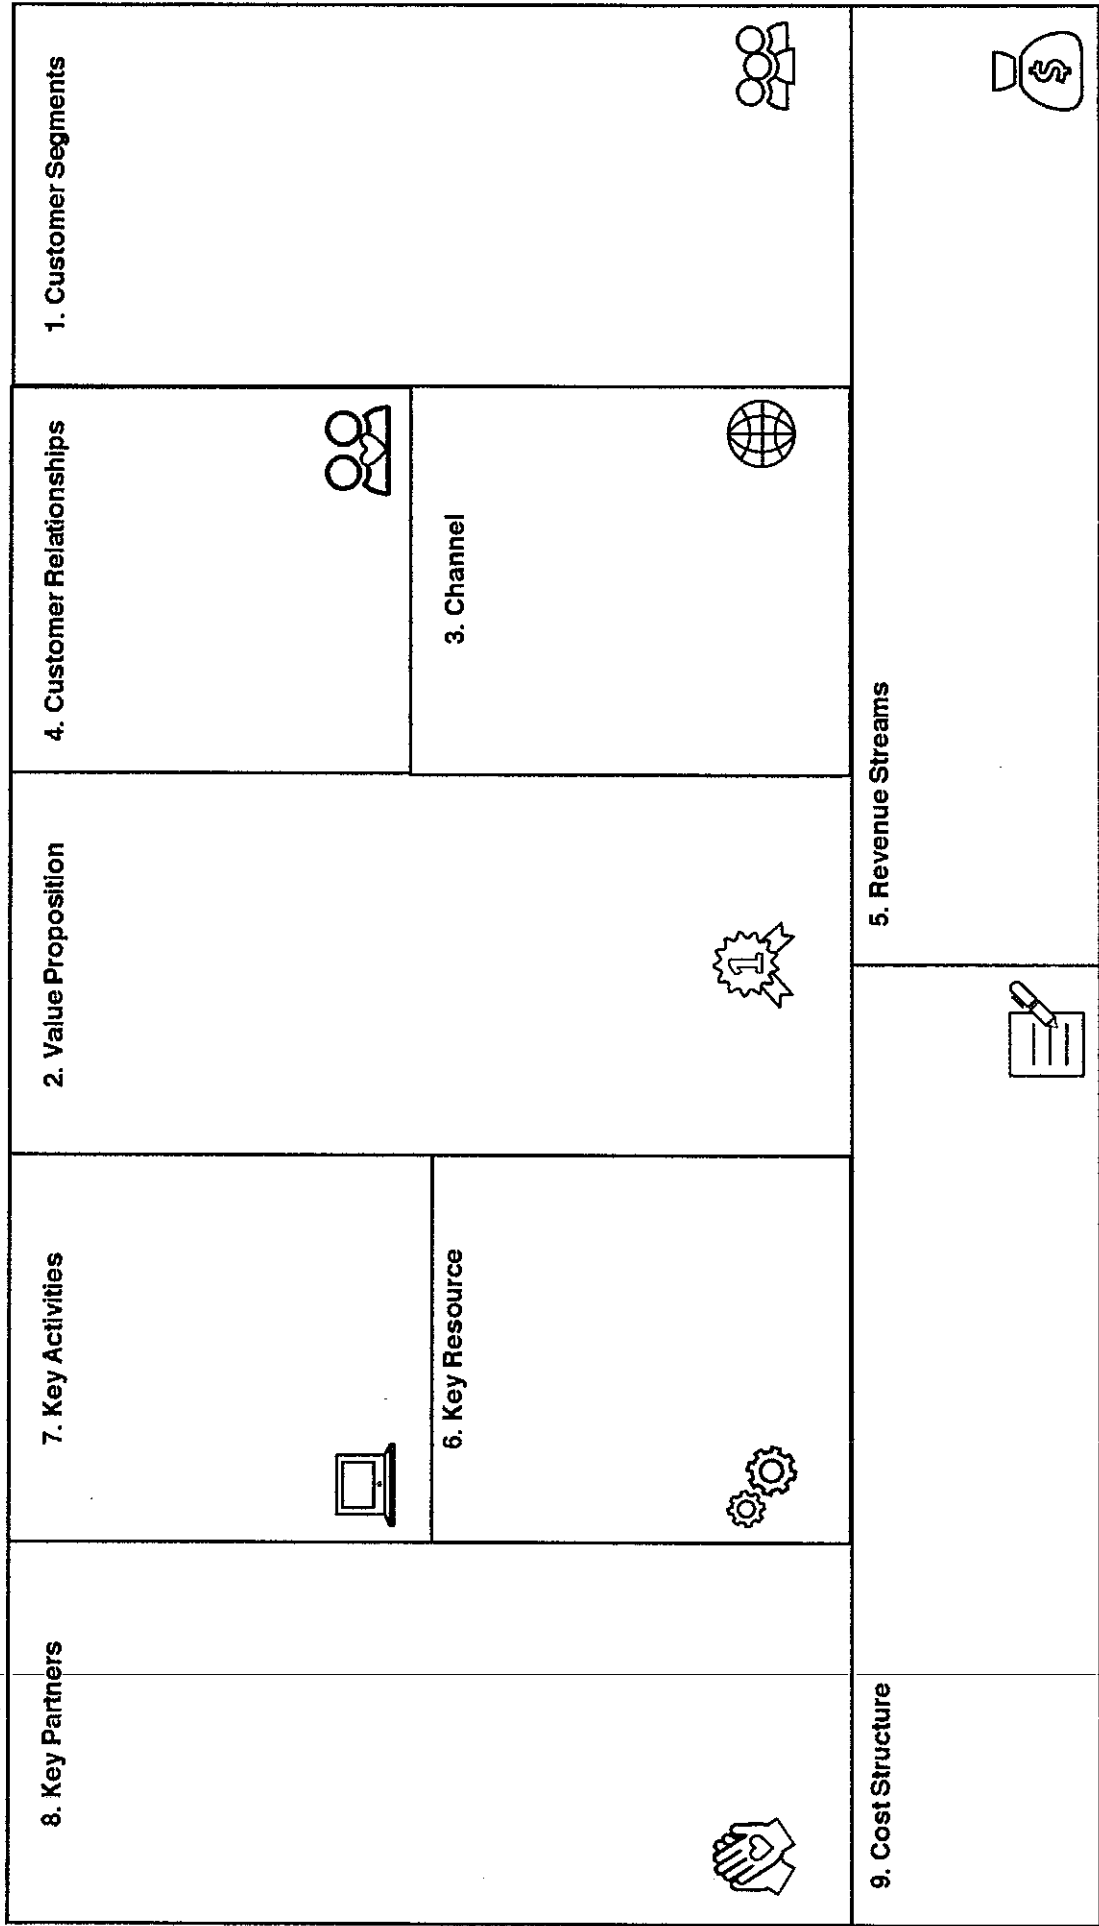 8. Key Partners
7. Key Activities
6. Key Resource
2. Value Proposition
1
4. Customer Relationships
3. Channel
1. Customer Segments
9. Cost Structure
5. Revenue Streams
$